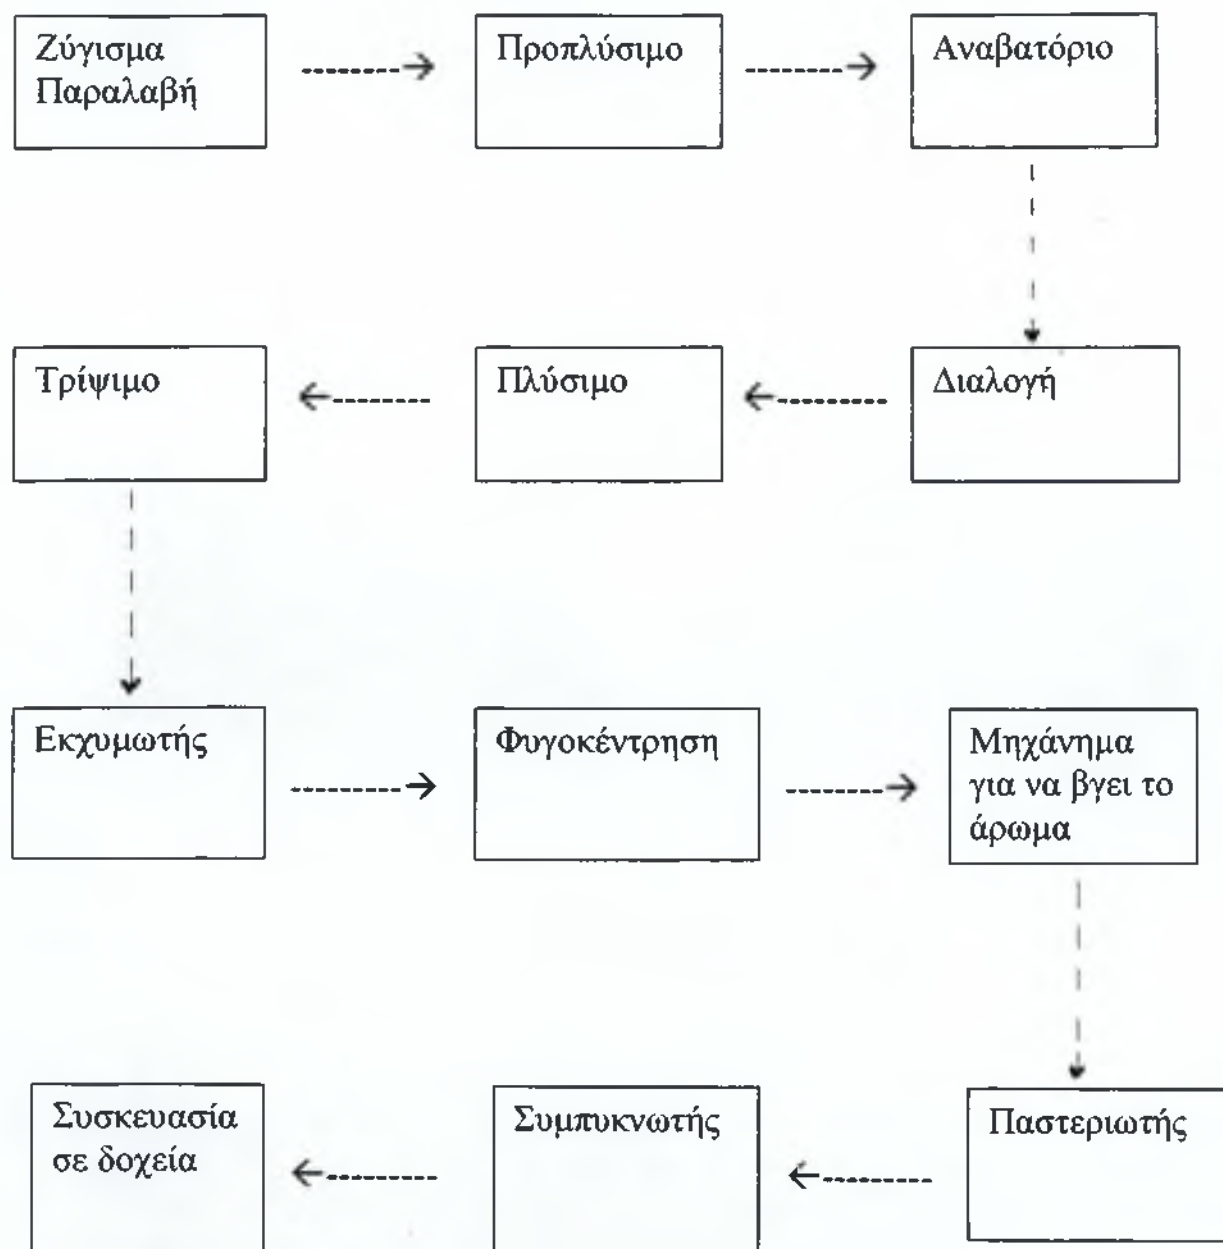 Ζύγισμα
Παραλαβή
Προπλύσιμο
Αναβατόριο
Διαλογή
Πλύσιμο
Τρίψιμο
Εκχυμωτής
Φυγοκέντρηση
Μηχάνημα
για να βγει το
άρωμα
Παστεριωτής
Συμπυκνωτής
Συσκευασία
σε δοχεία